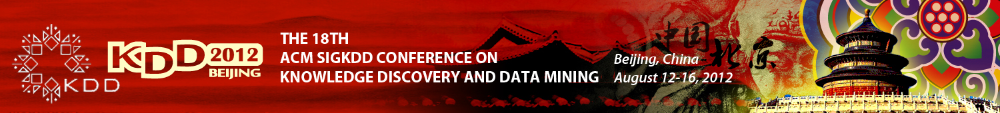 KDD
KDD 2012
BEIJING
THE 18TH
ACM SIGKDD CONFERENCE ON
KNOWLEDGE DISCOVERY AND DATA MINING
Beijing, China
August 12-16, 2012
中国
北京